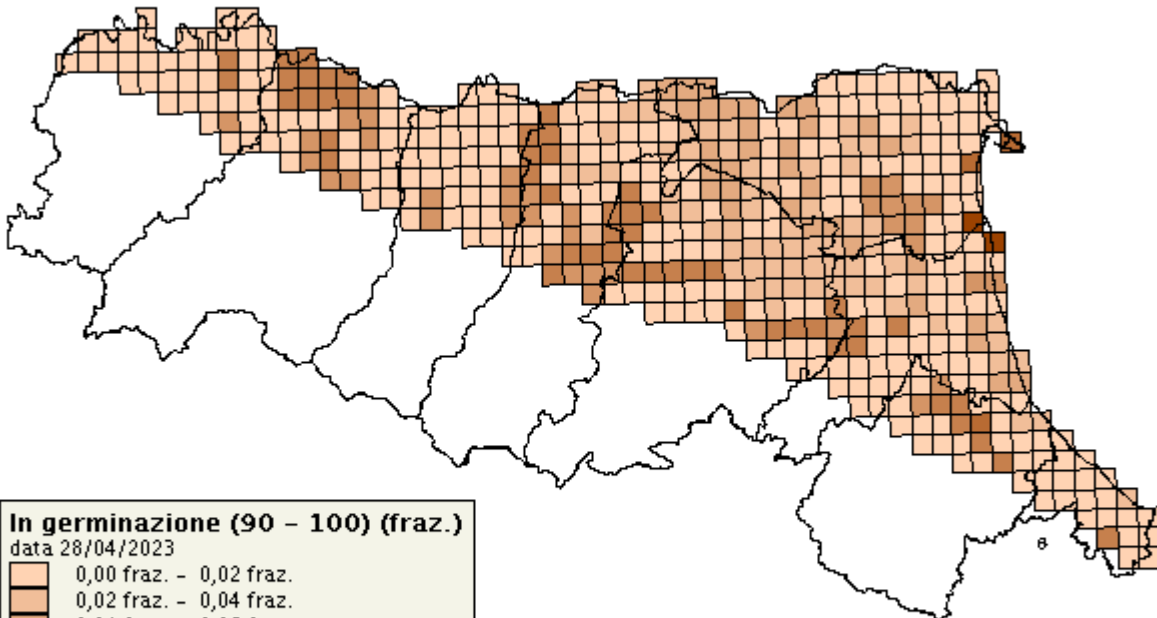 In germinazione (90 – 100) (fraz.)
data 28/04/2023
0,00 fraz. – 0,02 fraz.
0,02 fraz. – 0,04 fraz.